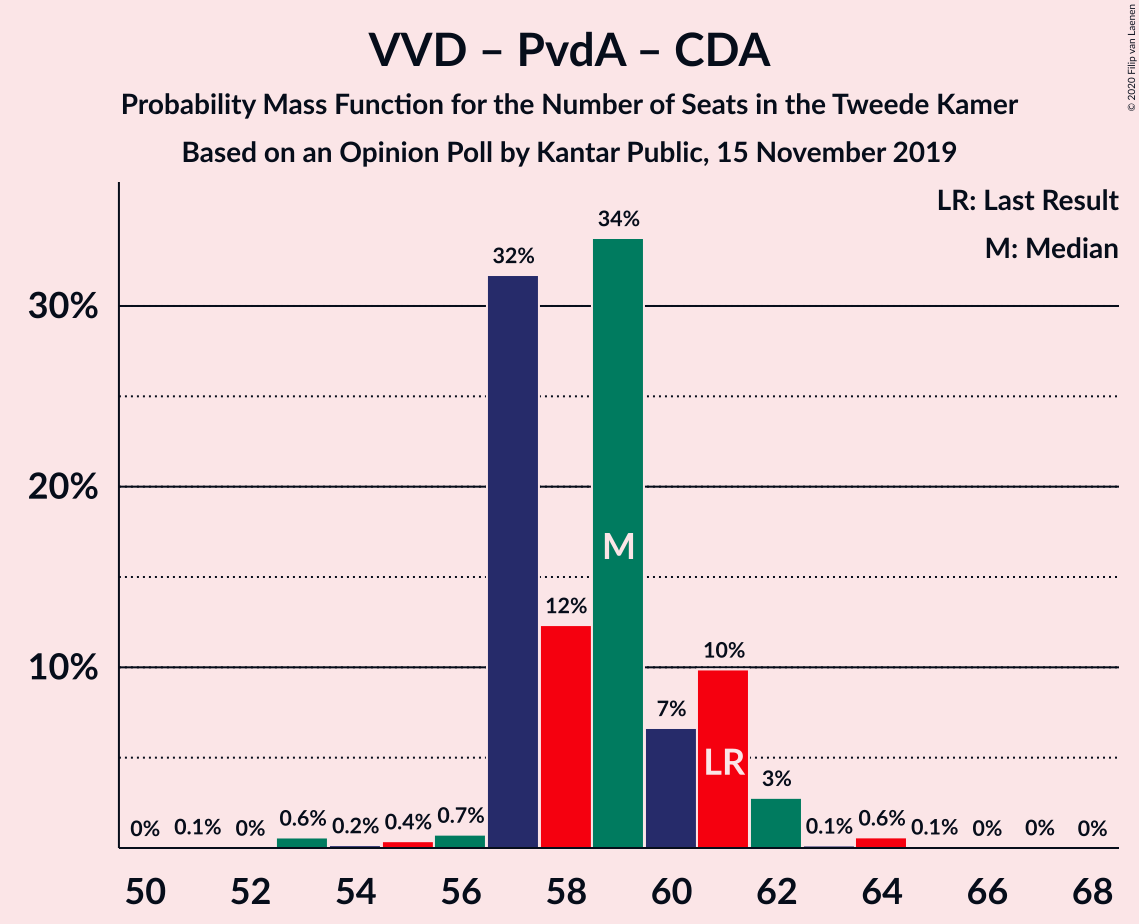 VVD – PvdA – CDA
Probability Mass Function for the Number of Seats in the Tweede Kamer
Based on an Opinion Poll by Kantar Public, 15 November 2019
© 2020 Filip van Laenen
LR: Last Result
M: Median
30%
20%
10%
0% 0.1% 0% 0.6% 0.2% 0.4% 0.7% 32% 12% 34% 7% 10% 3% 0.1% 0.6% 0.1% 0% 0% 0%
M
LR
50 52 54 56 58 60 62 64 66 68